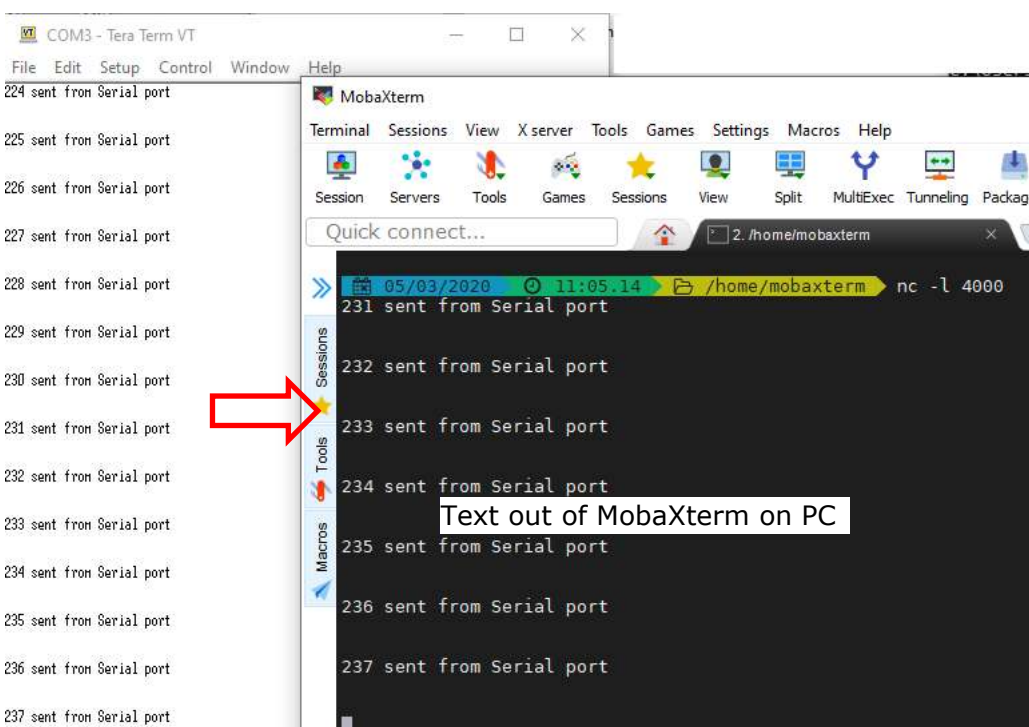 COM3 - Tera Term VT
File Edit Setup Control Window Help
224 sent from Serial port
225 sent from Serial port
226 sent from Serial port
227 sent from Serial port
228 sent from Serial port
229 sent from Serial port
230 sent from Serial port
231 sent from Serial port
232 sent from Serial port
233 sent from Serial port
234 sent from Serial port
235 sent from Serial port
236 sent from Serial port
237 sent from Serial port
MobaXterm
Terminal Sessions View X server Tools Games Settings Macros Help
Session Servers Tools Games Sessions View Split MultiExec Tunneling Packag
Quick connect...
2. /home/mobaxterm
Sessions
Tools
Macros
05/03/2020 11:05.14 /home/mobaxterm nc -l 4000
231 sent from Serial port
232 sent from Serial port
233 sent from Serial port
234 sent from Serial port
Text out of MobaXterm on PC
235 sent from Serial port
236 sent from Serial port
237 sent from Serial port